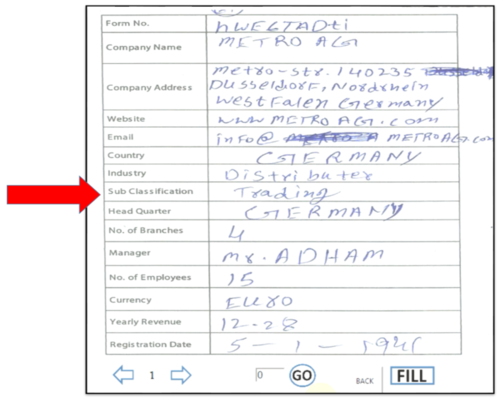 Form No. hWEGTADti
Company Name METRO AG
Company Address metro-str. 140235
DUsseldorF, Nordrhein
WestFalen Germany
Website www METRO AG. com
Email info@ METROAG.com
Country GERMANY
Industry Distributer
Sub Classification Trading
Head Quarter GERMANY
No. of Branches 4
Manager mr. ADHAM
No. of Employees 15
Currency EURO
Yearly Revenue 12-28
Registration Date 5 - 1 -
1 0 GO BACK FILL